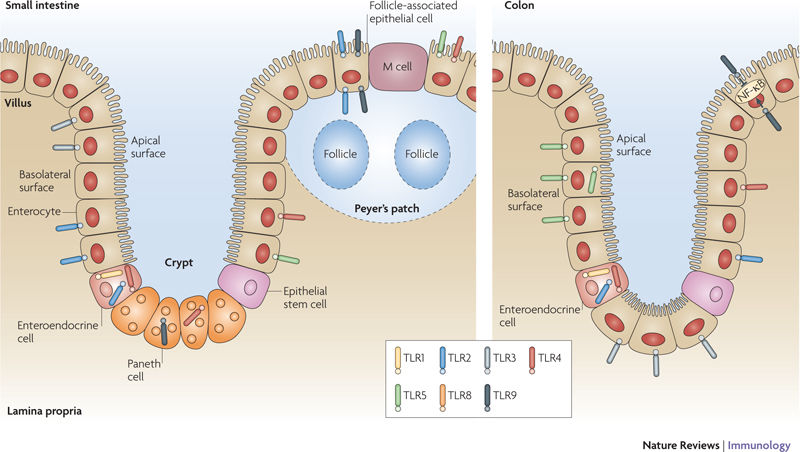 Small intestine
Follicle-associated
epithelial cell
Colon
M cell
NF-κB
Villus
Apical
surface
Follicle
Follicle
Apical
surface
Basolateral
surface
Basolateral
surface
Enterocyte
Peyer's patch
Crypt
Epithelial
stem cell
Enteroendocrine
cell
Enteroendocrine
cell
Paneth
cell
TLR1
TLR2
TLR3
TLR4
TLR5
TLR8
TLR9
Lamina propria
Nature Reviews | Immunology